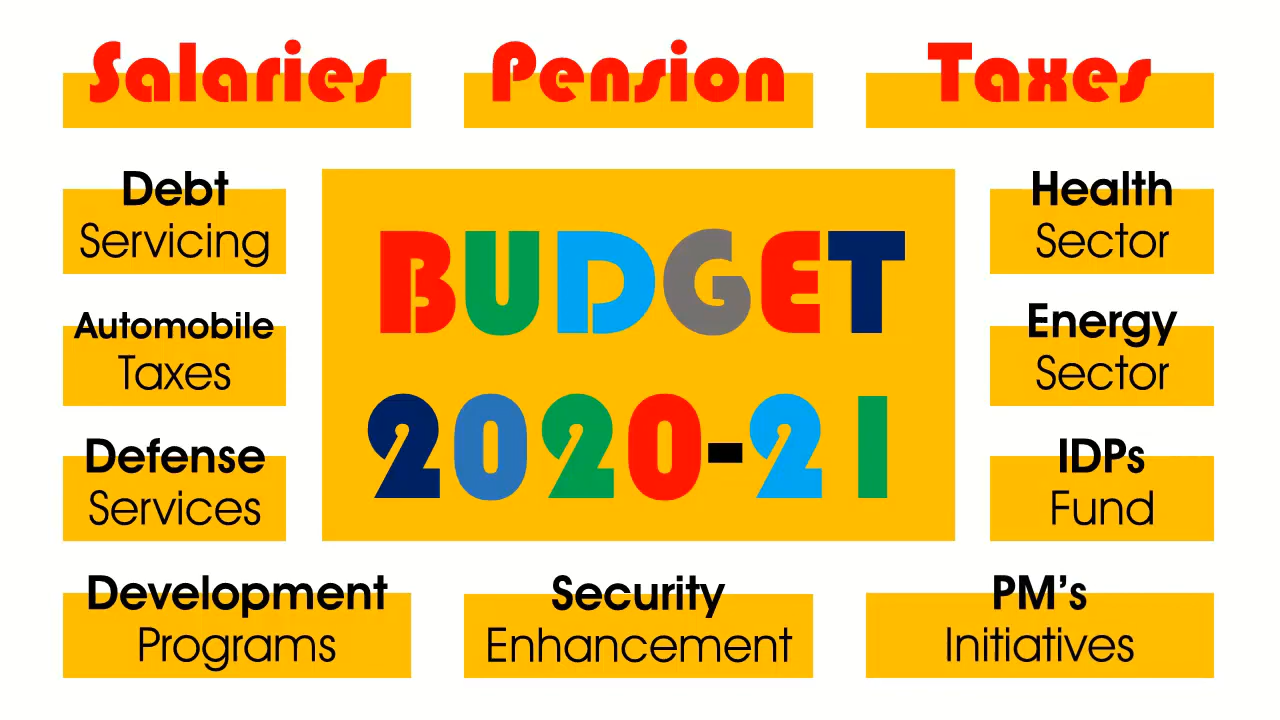 Salaries
Pension
Taxes
Debt
Servicing
Automobile
Taxes
Defense
Services
BUDGET
2020-21
Health
Sector
Energy
Sector
IDPs
Fund
Development
Programs
Security
Enhancement
PM's
Initiatives